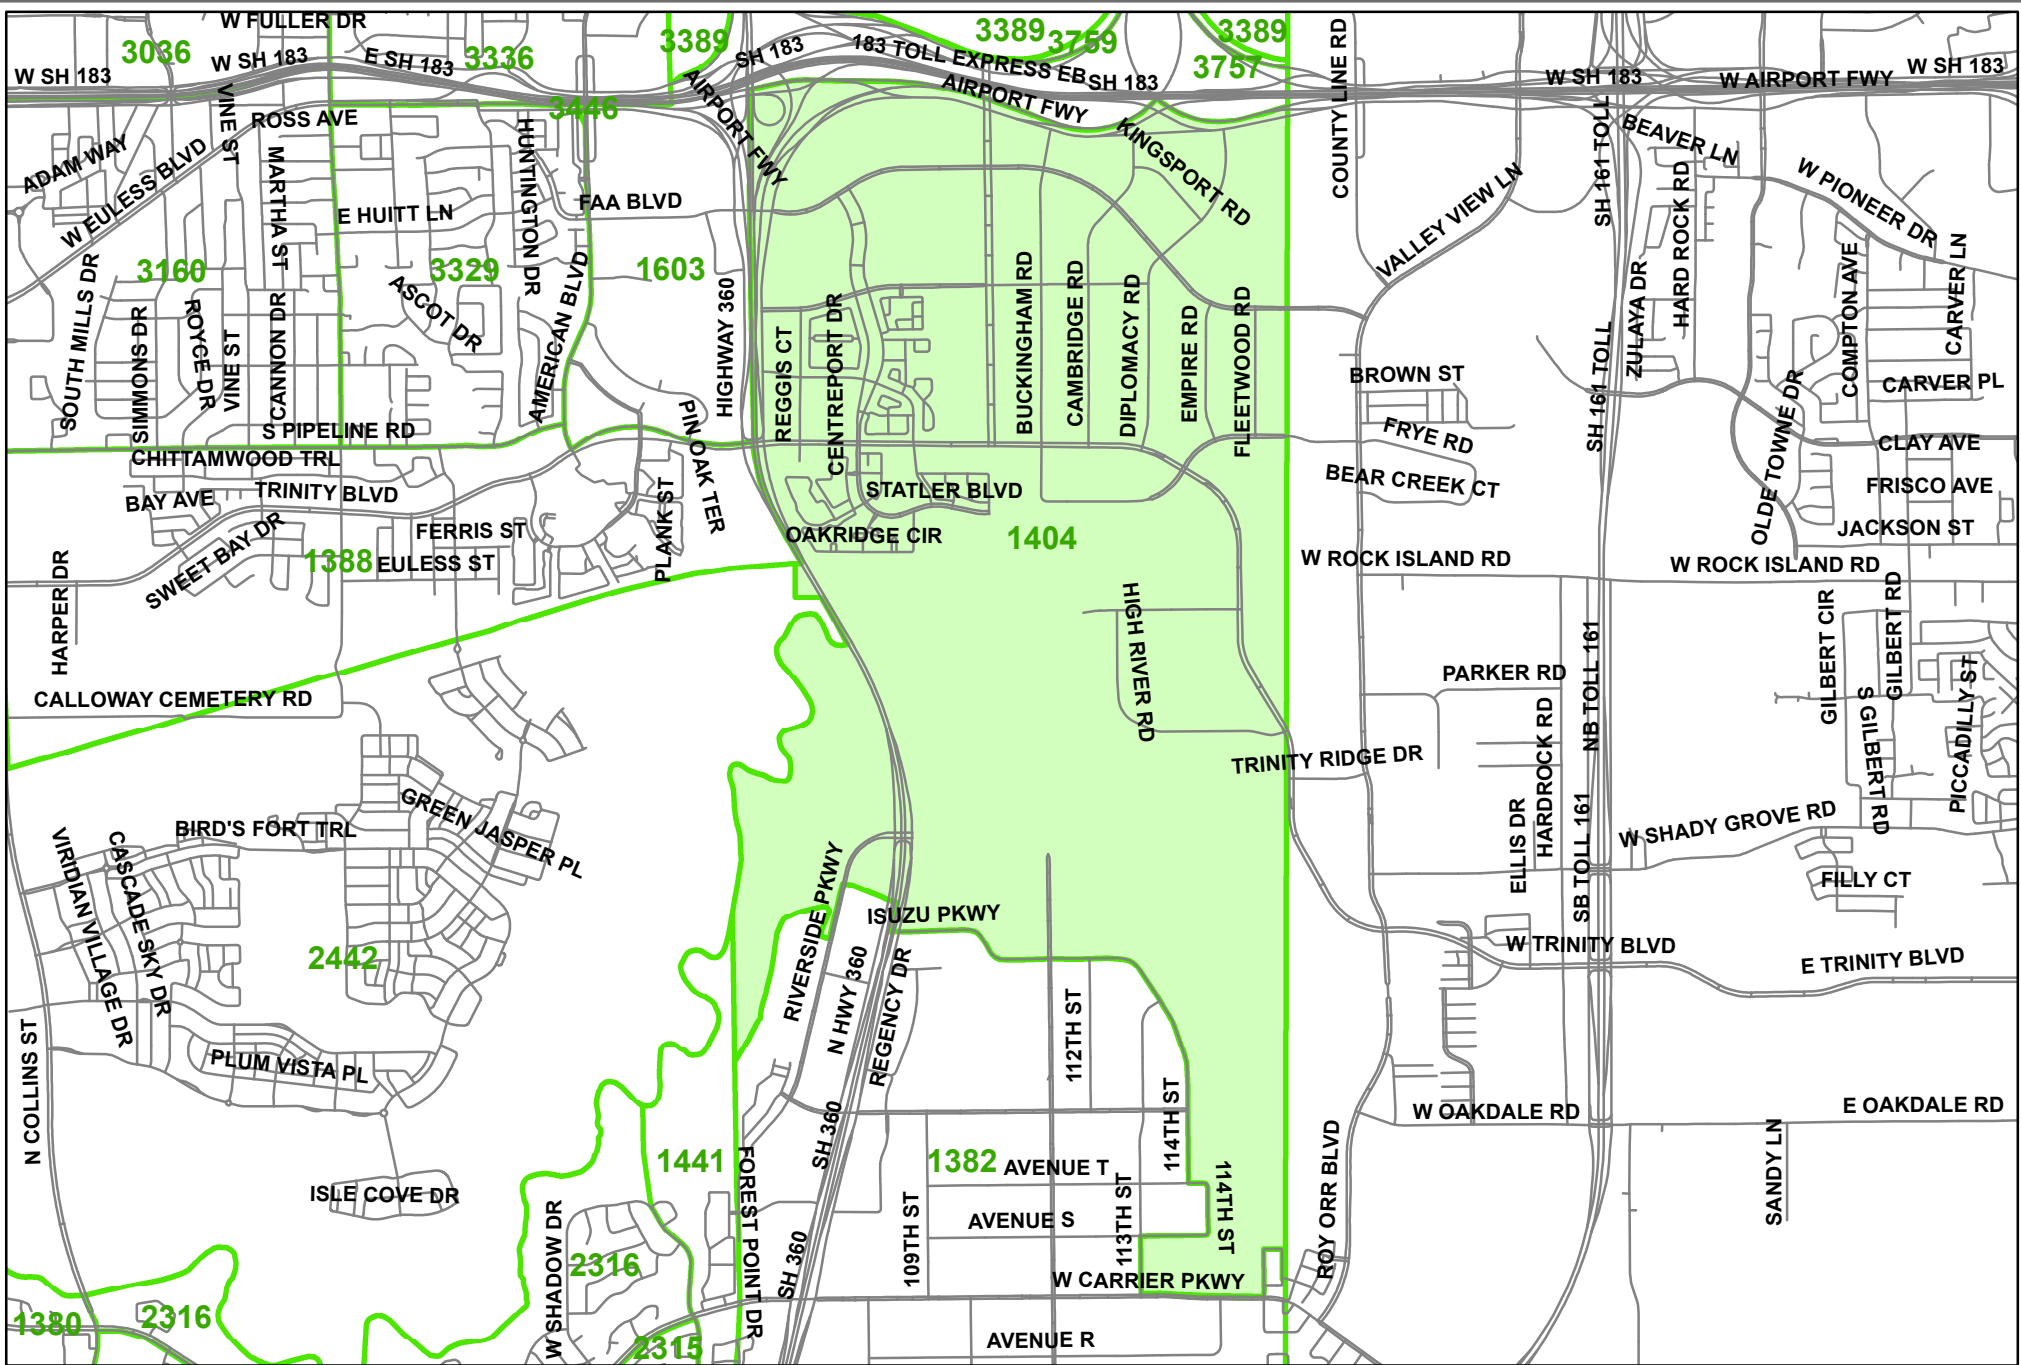 W FULLER DR
3036
W SH 183
W SH 183
E SH 183
3336
3389
SH 183
183 TOLL EXPRESS EB
3389
3759
3389
3757
SH 183
COUNTY LINE RD
W SH 183
W AIRPORT FWY
W SH 183
AIRPORT FWY
AIRPORT FWY
3446
VINE ST
ROSS AVE
ADAM WAY
W EULESS BLVD
MARTHA ST
HUNTINGTON DR
E HUITT LN
FAA BLVD
KINGSPORT RD
SH 161 TOLL
BEAVER LN
HARD ROCK RD
W PIONEER DR
VALLEY VIEW LN
3160
3329
1603
SOUTH MILLS DR
SIMMONS DR
ROYCE DR
VINE ST
CANNON DR
ASCOT DR
AMERICAN BLVD
HIGHWAY 360
REGGIS CT
CENTREPORT DR
BUCKINGHAM RD
CAMBRIDGE RD
DIPLOMACY RD
EMPIRE RD
FLEETWOOD RD
SH 161 TOLL
ZULAYA DR
COMPTON AVE
CARVER LN
BROWN ST
CARVER PL
S PIPELINE RD
PIN OAK TER
FRYE RD
OLDE TOWNE DR
CLAY AVE
CHITTAMWOOD TRL
BEAR CREEK CT
FRISCO AVE
BAY AVE
TRINITY BLVD
STATLER BLVD
JACKSON ST
SWEET BAY DR
FERRIS ST
PLANK ST
OAKRIDGE CIR
1404
HARPER DR
1388
EULESS ST
W ROCK ISLAND RD
W ROCK ISLAND RD
HIGH RIVER RD
NB TOLL 161
GILBERT CIR
GILBERT RD
PARKER RD
CALLOWAY CEMETERY RD
HARDROCK RD
S GILBERT RD
PICCADILLY ST
TRINITY RIDGE DR
GREEN JASPER PL
BIRD'S FORT TRL
W SHADY GROVE RD
VIRIDIAN VILLAGE DR
CASCADE SKY DR
RIVERSIDE PKWY
ELLIS DR
SB TOLL 161
FILLY CT
ISUZU PKWY
2442
W TRINITY BLVD
E TRINITY BLVD
N HWY 360
REGENCY DR
112TH ST
N COLLINS ST
PLUM VISTA PL
SH 360
114TH ST
W OAKDALE RD
E OAKDALE RD
1441
1382
AVENUE T
FOREST POINT DR
114TH ST
ROY ORR BLVD
SANDY LN
ISLE COVE DR
W SHADOW DR
109TH ST
AVENUE S
113TH ST
2316
SH 360
W CARRIER PKWY
1380
2316
2315
AVENUE R